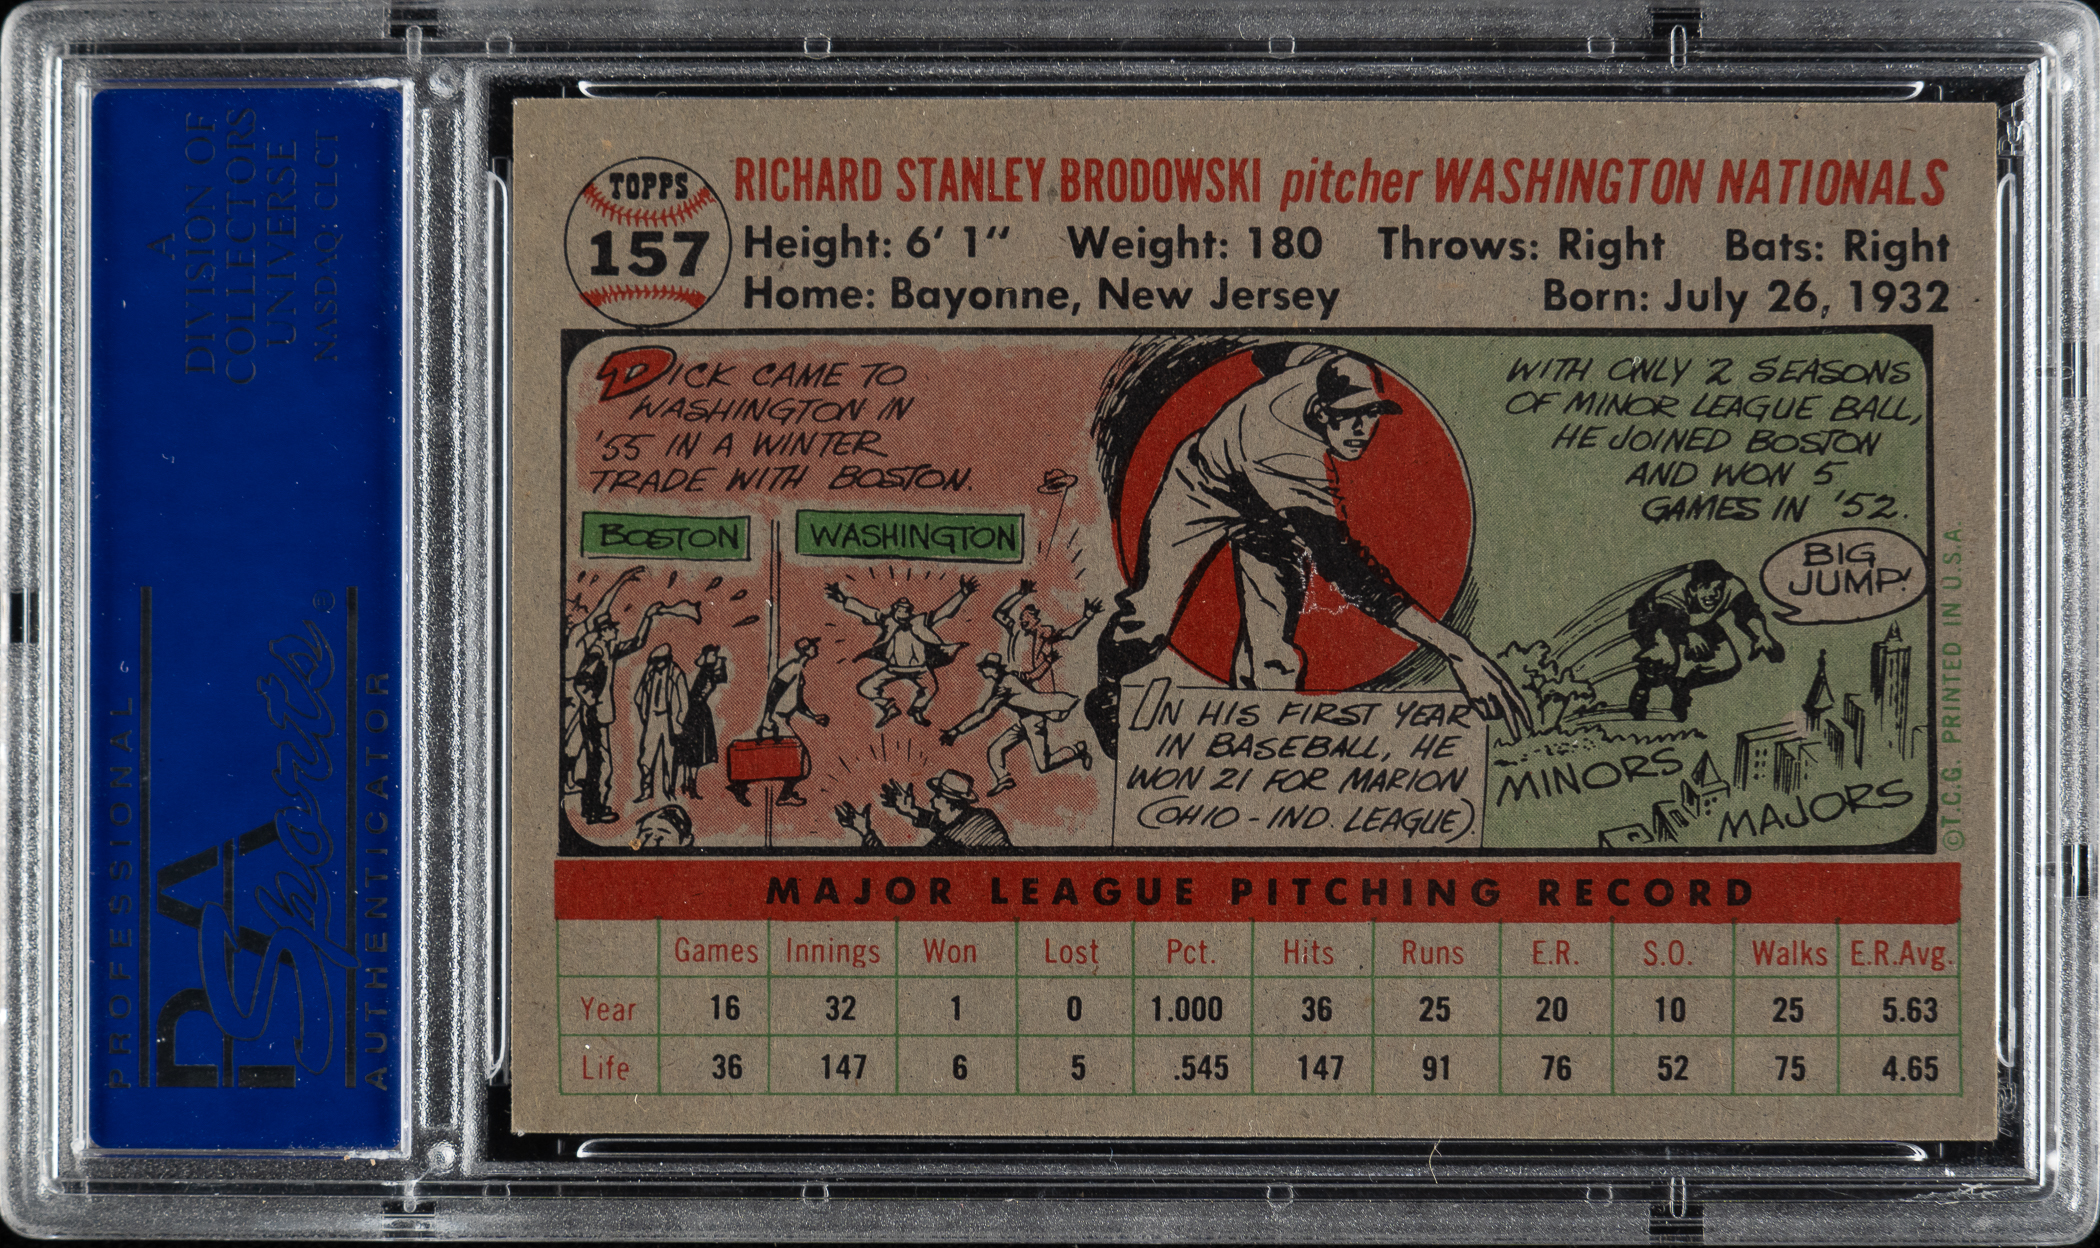 A
DIVISION OF
COLLECTORS
UNIVERSE
NASDAQ: CLCT
PROFESSIONAL
PSA
Sports
®
AUTHENTICATOR
TOPPS
157
RICHARD STANLEY BRODOWSKI pitcher WASHINGTON NATIONALS
Height: 6' 1" Weight: 180 Throws: Right Bats: Right
Home: Bayonne, New Jersey Born: July 26, 1932
DICK CAME TO
WASHINGTON IN
'55 IN A WINTER
TRADE WITH BOSTON.
BOSTON
WASHINGTON
IN HIS FIRST YEAR
IN BASEBALL, HE
WON 21 FOR MARION
(OHIO - IND. LEAGUE).
WITH ONLY 2 SEASONS
OF MINOR LEAGUE BALL,
HE JOINED BOSTON
AND WON 5
GAMES IN '52.
BIG
JUMP!
MINORS
MAJORS
©T.C.G. PRINTED IN U.S.A.
MAJOR LEAGUE PITCHING RECORD
Games Innings Won Lost Pct. Hits Runs E.R. S.O. Walks E.R.Avg.
Year 16 32 1 0 1.000 36 25 20 10 25 5.63
Life 36 147 6 5 .545 147 91 76 52 75 4.65